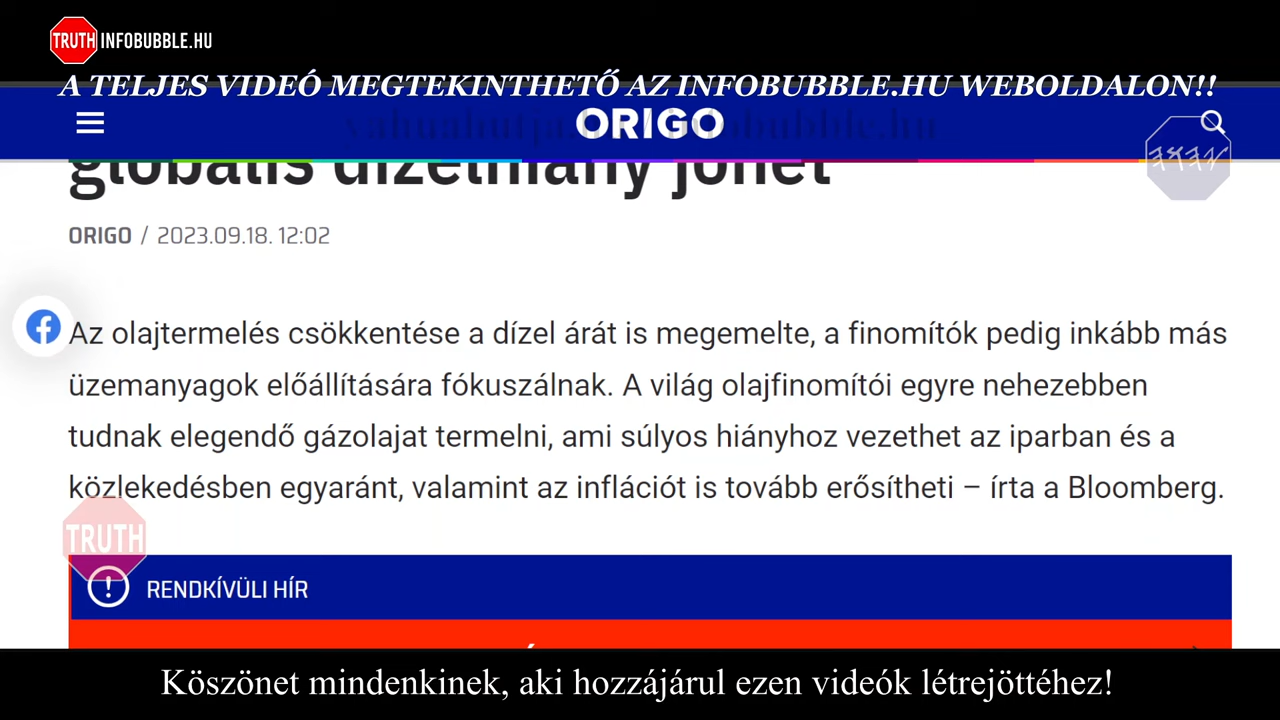 TRUTH INFOBUBBLE.HU
A TELJES VIDEÓ MEGTEKINTHETŐ AZ INFOBUBBLE.HU WEBOLDALON!!
ORIGO
globális dízelhiány jöhet
ORIGO / 2023.09.18. 12:02
Az olajtermelés csökkentése a dízel árát is megemelte, a finomítók pedig inkább más
üzemanyagok előállítására fókuszálnak. A világ olajfinomítói egyre nehezebben
tudnak elegendő gázolajat termelni, ami súlyos hiányhoz vezethet az iparban és a
közlekedésben egyaránt, valamint az inflációt is tovább erősítheti – írta a Bloomberg.
TRUTH
RENDKÍVÜLI HÍR
Köszönet mindenkinek, aki hozzájárul ezen videók létrejöttéhez!